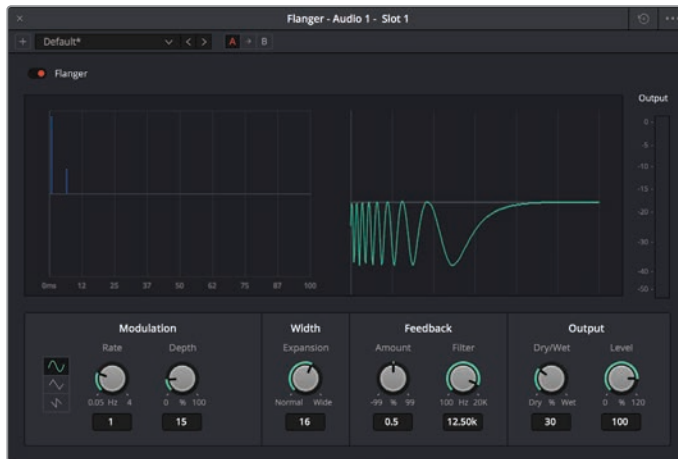 Flanger - Audio 1 - Slot 1
Default*
A
B
Flanger
Output
0
-5
-10
-15
-20
-30
-40
-50
0ms 12 25 37 50 62 75 87 100
Modulation
Width
Feedback
Output
Rate
Depth
Expansion
Amount
Filter
Dry/Wet
Level
0.05 Hz 4
0 % 100
Normal Wide
-99 % 99
100 Hz 20K
Dry % Wet
0 % 120
1
15
16
0.5
12.50k
30
100